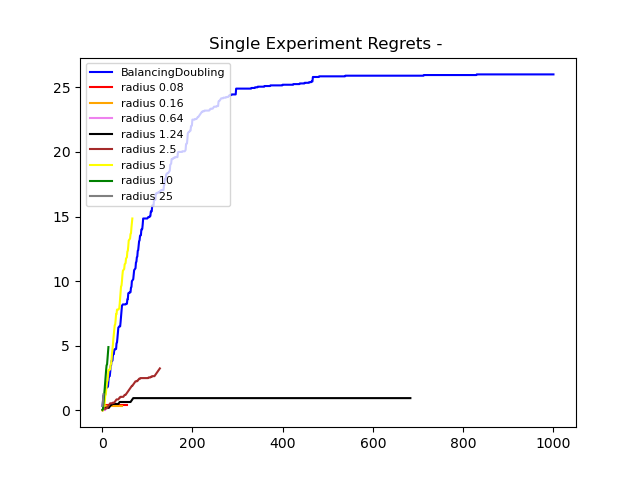 Single Experiment Regrets -
BalancingDoubling
radius 0.08
radius 0.16
radius 0.64
radius 1.24
radius 2.5
radius 5
radius 10
radius 25
25
20
15
10
5
0
0 200 400 600 800 1000